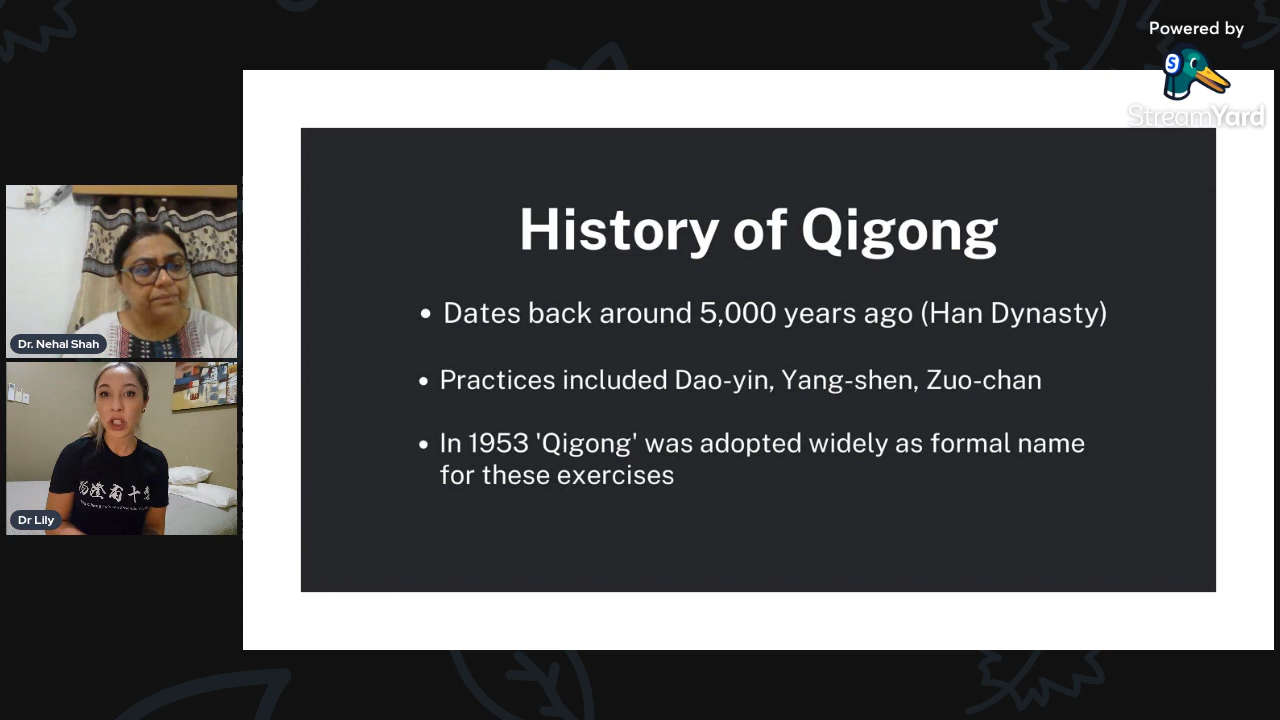 Powered by
StreamYard
History of Qigong
• Dates back around 5,000 years ago (Han Dynasty)
• Practices included Dao-yin, Yang-shen, Zuo-chan
• In 1953 'Qigong' was adopted widely as formal name
for these exercises
Dr. Nehal Shah
Dr Lily